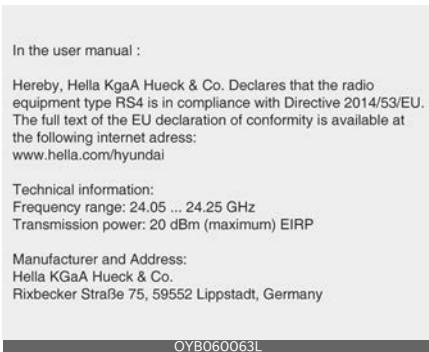 In the user manual :
Hereby, Hella KgaA Hueck & Co. Declares that the radio
equipment type RS4 is in compliance with Directive 2014/53/EU.
The full text of the EU declaration of conformity is available at
the following internet adress:
www.hella.com/hyundai
Technical information:
Frequency range: 24.05 ... 24.25 GHz
Transmission power: 20 dBm (maximum) EIRP
Manufacturer and Address:
Hella KGaA Hueck & Co.
Rixbecker Straße 75, 59552 Lippstadt, Germany
OYB060063L